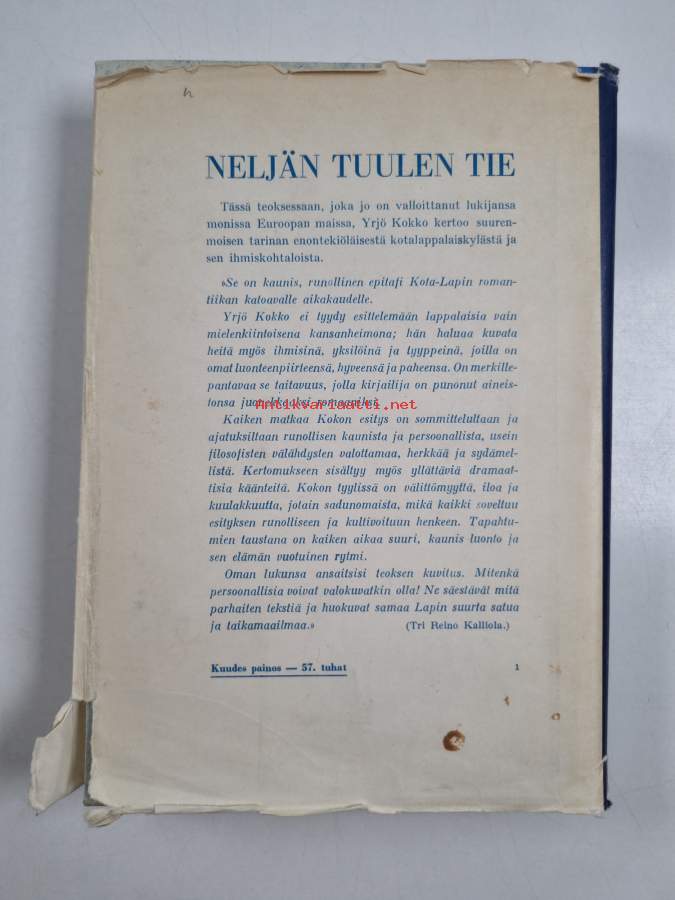 NELJÄN TUULEN TIE
Tässä teoksessaan, joka jo on valloittanut lukijansa
monissa Euroopan maissa, Yrjö Kokko kertoo suuren-
moisen tarinan enontekiöläisestä kotalappalaiskylästä ja
sen ihmiskohtaloista.
»Se on kaunis, runollinen epitafi Kota-Lapin roman-
tiikan katoavalle aikakaudelle.
Yrjö Kokko ei tyydy esittelemään lappalaisia vain
mielenkiintoisena kansanheimona; hän haluaa kuvata
heitä myös ihmisinä, yksilöinä ja tyyppeinä, joilla on
omat luonteenpiirteensä, hyveensä ja paheensa. On merkille-
pantavaa se taitavuus, jolla kirjailija on punonut aineis-
tonsa juonekkaaksi romaaniksi.
Antikvariaatti.net
Kaiken matkaa Kokon esitys on sommittelultaan ja
ajatuksiltaan runollisen kaunista ja persoonallista, usein
filosofisten välähdysten valottamaa, herkkää ja sydämel-
listä. Kertomukseen sisältyy myös yllättäviä dramaat-
tisia käänteitä. Kokon tyylissä on välittömyyttä, iloa ja
kuulakkuutta, jotain sadunomaista, mikä kaikki soveltuu
esityksen runolliseen ja kultivoituun henkeen. Tapahtu-
mien taustana on kaiken aikaa suuri, kaunis luonto ja
sen elämän vuotuinen rytmi.
Oman lukunsa ansaitsisi teoksen kuvitus. Mitenkä
persoonallisia voivat valokuvatkin olla! Ne säestävät mitä
parhaiten tekstiä ja huokuvat samaa Lapin suurta satua
ja taikamaailmaa.» (Tri Reino Kalliola.)
Kuudes painos — 57. tuhat 1